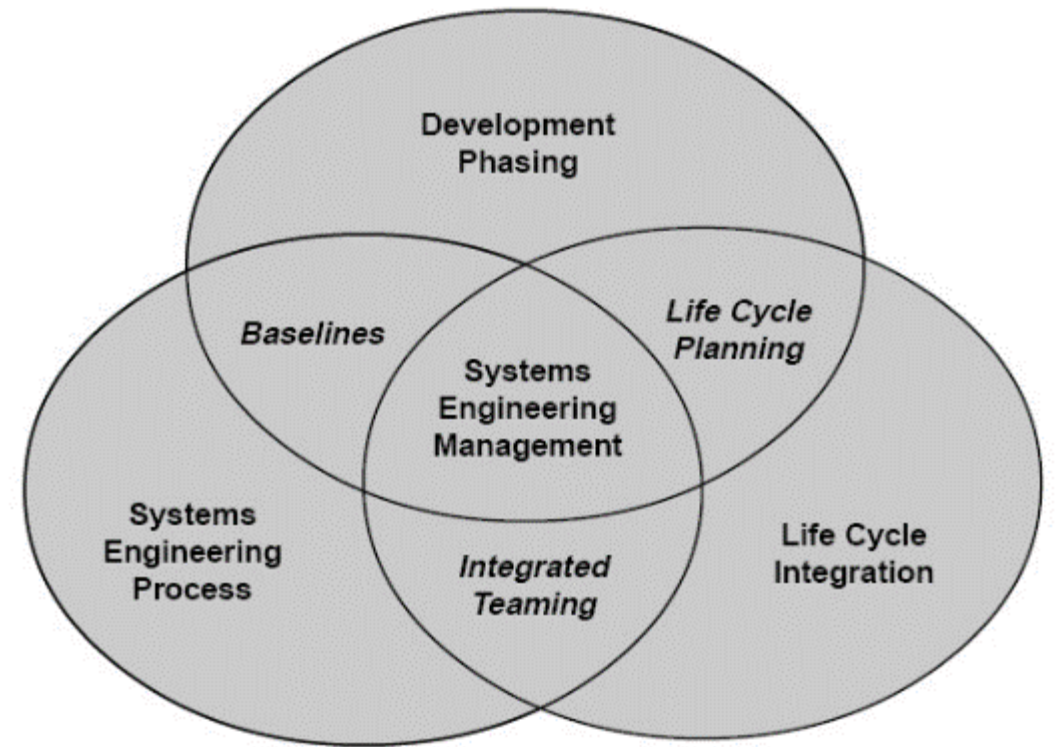 Development
Phasing
Baselines
Life Cycle
Planning
Systems
Engineering
Management
Systems
Engineering
Process
Integrated
Teaming
Life Cycle
Integration